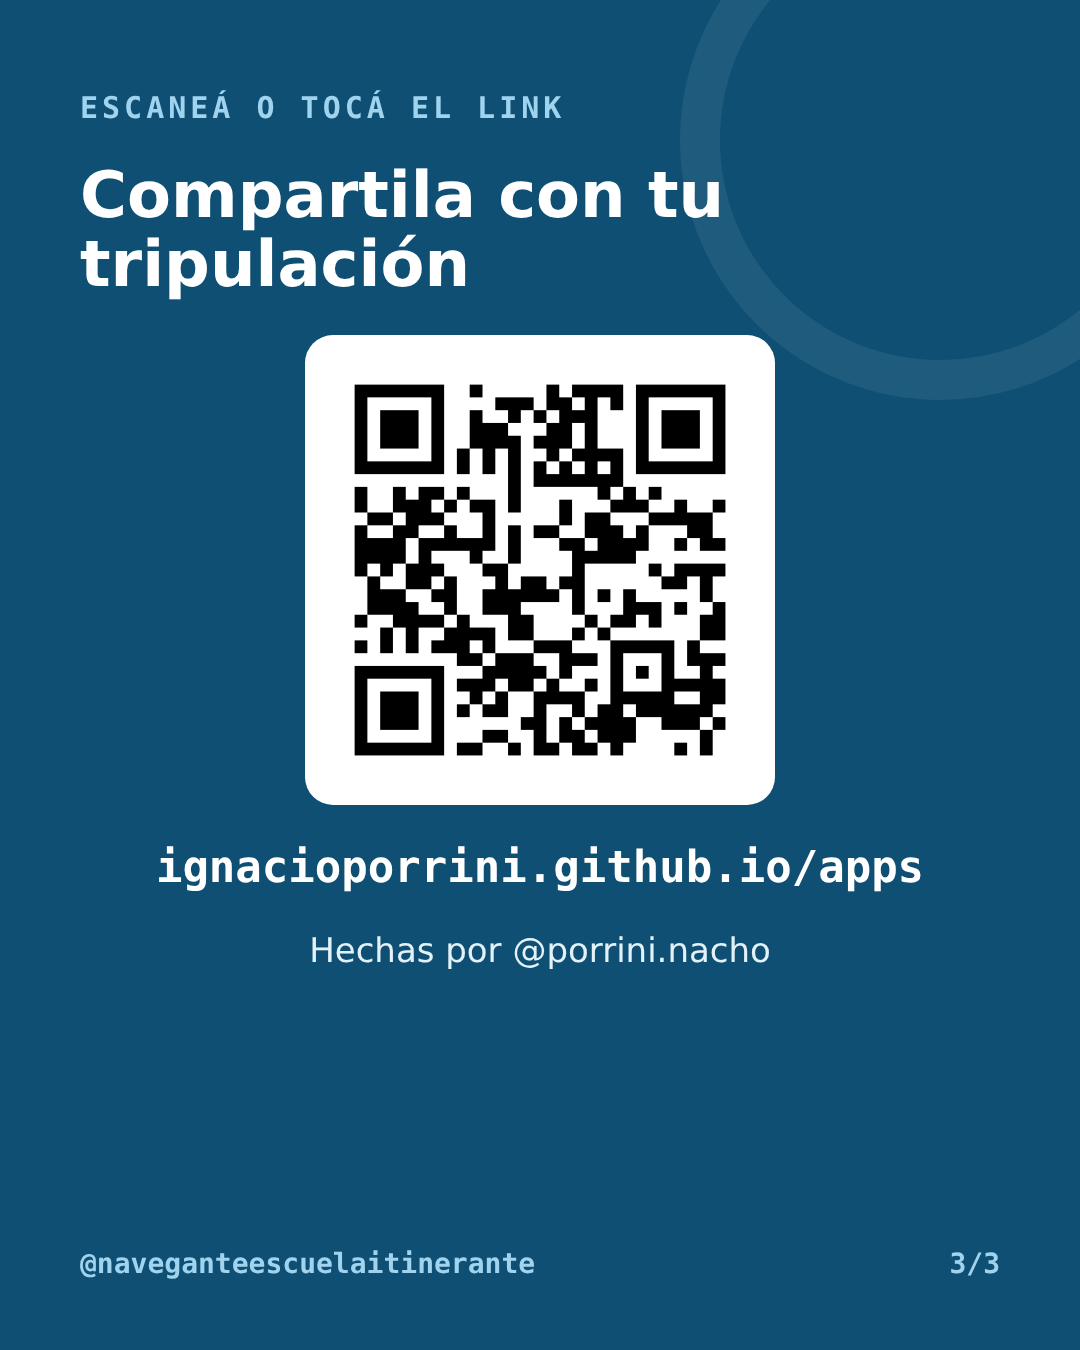 ESCANEÁ O TOCÁ EL LINK
Compartila con tu
tripulación
ignacioporrini.github.io/apps
Hechas por @porrini.nacho
@naveganteescuelaitinerante
3/3